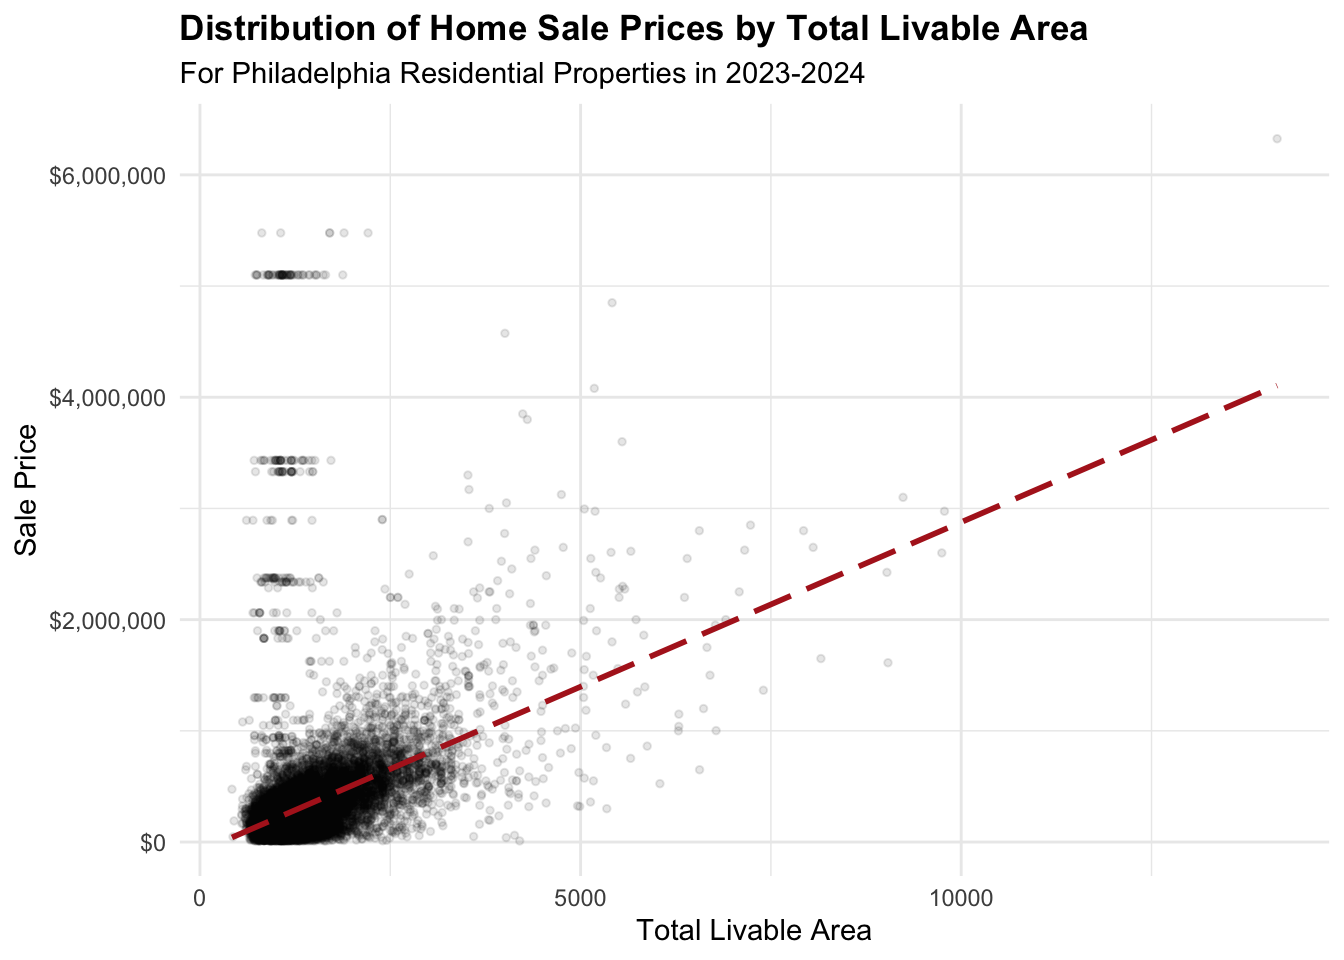 Distribution of Home Sale Prices by Total Livable Area
For Philadelphia Residential Properties in 2023-2024
$6,000,000
$4,000,000
$2,000,000
$0
Sale Price
0
5000
10000
Total Livable Area